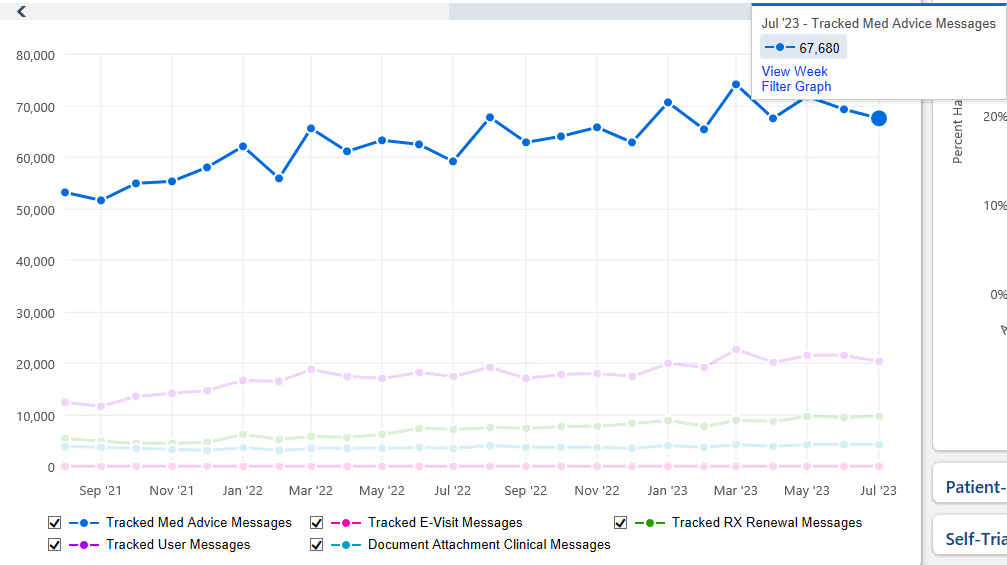 Jul '23 - Tracked Med Advice Messages
67,680
View Week
Filter Graph
80,000
70,000
60,000
50,000
40,000
30,000
20,000
10,000
0
Sep '21
Nov '21
Jan '22
Mar '22
May '22
Jul '22
Sep '22
Nov '22
Jan '23
Mar '23
May '23
Jul '23
Tracked Med Advice Messages
Tracked E-Visit Messages
Tracked RX Renewal Messages
Tracked User Messages
Document Attachment Clinical Messages
Percent Ha
20%
10%
0%
Patient-
Self-Tria